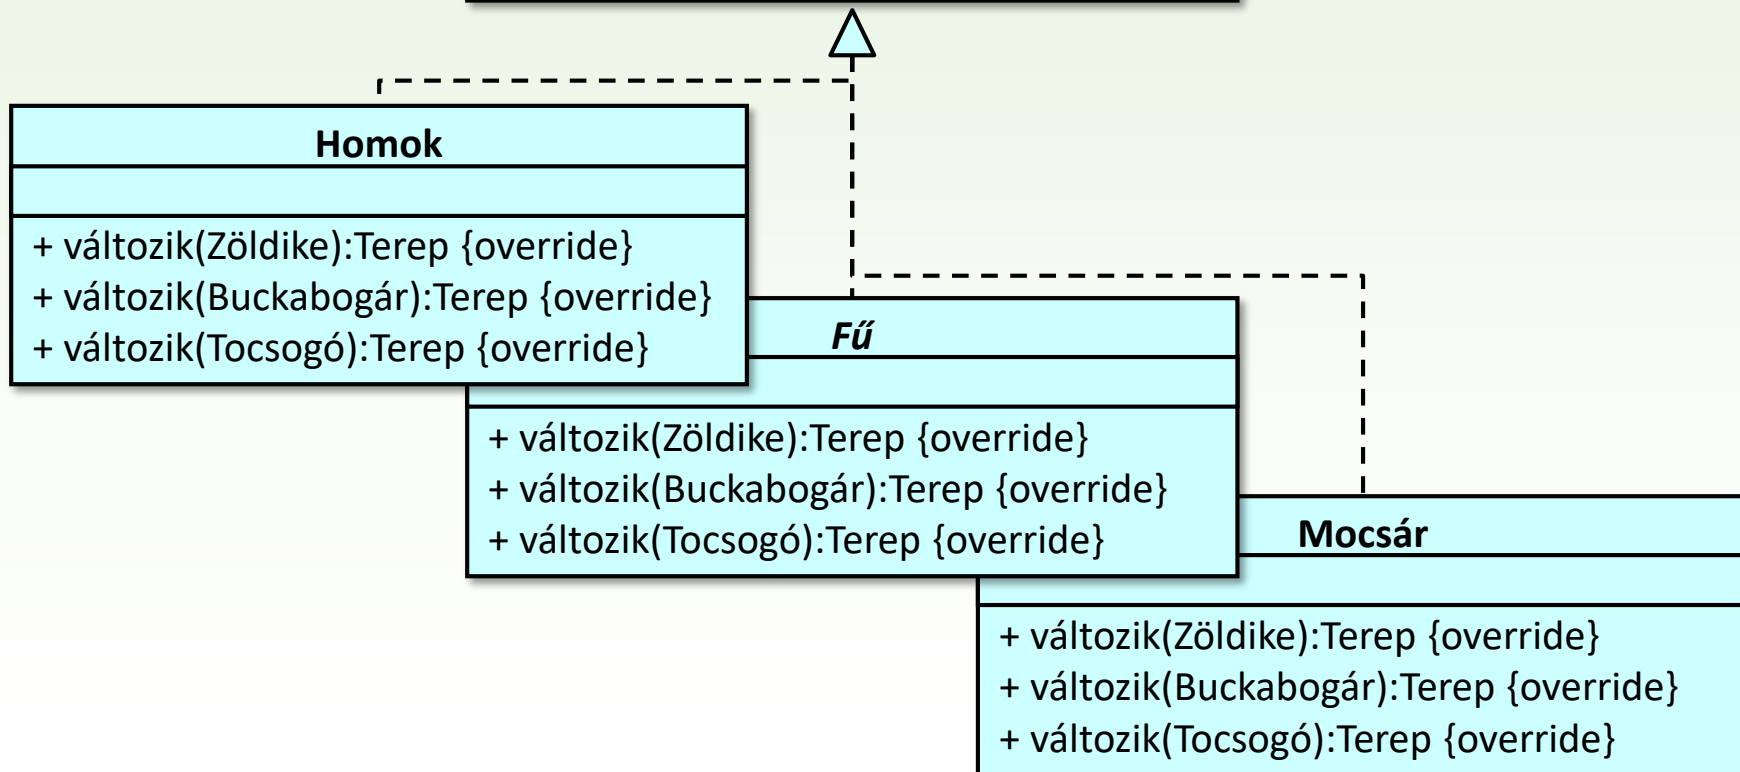 Homok
+ változik(Zöldike):Terep {override}
+ változik(Buckabogár):Terep {override}
+ változik(Tocsogó):Terep {override}
Fű
+ változik(Zöldike):Terep {override}
+ változik(Buckabogár):Terep {override}
+ változik(Tocsogó):Terep {override}
Mocsár
+ változik(Zöldike):Terep {override}
+ változik(Buckabogár):Terep {override}
+ változik(Tocsogó):Terep {override}